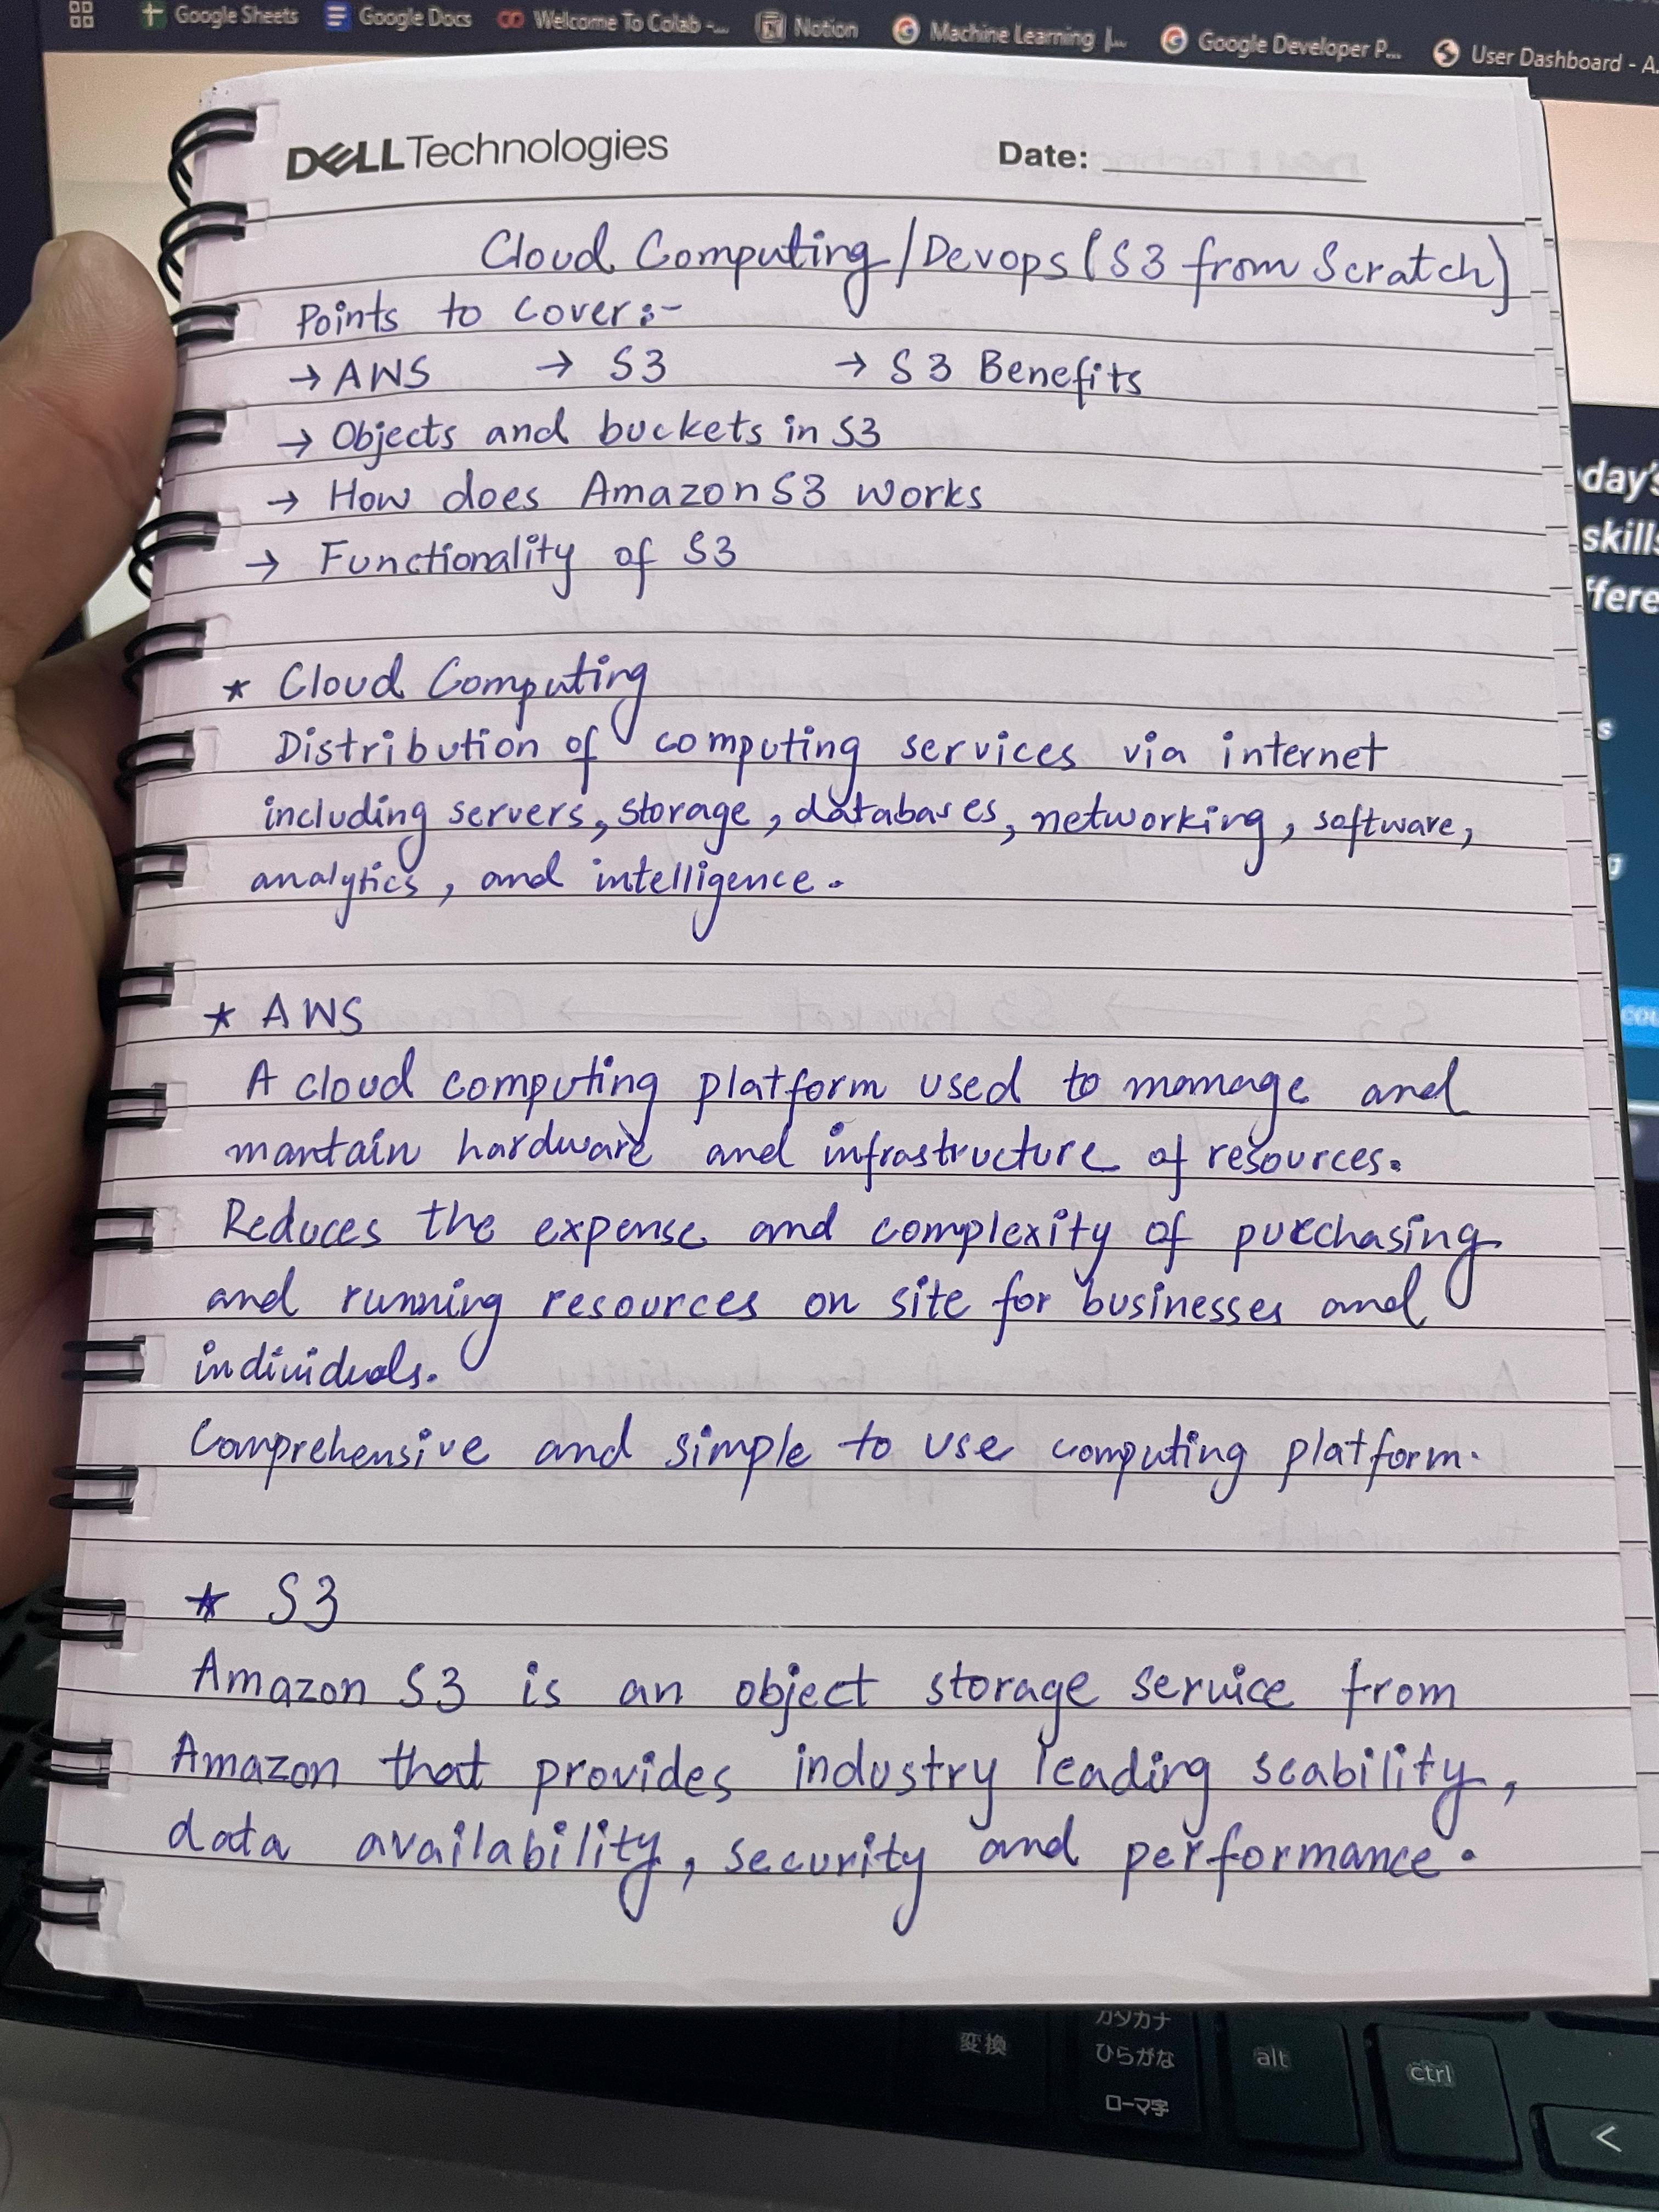 Google Sheets Google Docs Welcome To Colab -... Notion Machine Learning |... Google Developer P... User Dashboard - A.
DELL Technologies Date:
Cloud Computing/Devops (S3 from Scratch)
Points to Cover:-
→ AWS → S3 → S3 Benefits
→ Objects and buckets in S3
→ How does Amazon S3 works
→ Functionality of S3
* Cloud Computing
Distribution of computing services via internet
including servers, storage, databases, networking, software,
analytics, and intelligence.
* AWS
A cloud computing platform used to manage and
mantain hardware and infrastructure of resources.
Reduces the expense and complexity of purchasing
and running resources on site for businesses and
individuals.
Comprehensive and simple to use computing platform.
* S3
Amazon S3 is an object storage service from
Amazon that provides industry leading scability,
data availability, security and performance.
day's
skills
ffere
s
g
cou
変換
カタカナ
ひらがな
ローマ字
alt
ctrl
<